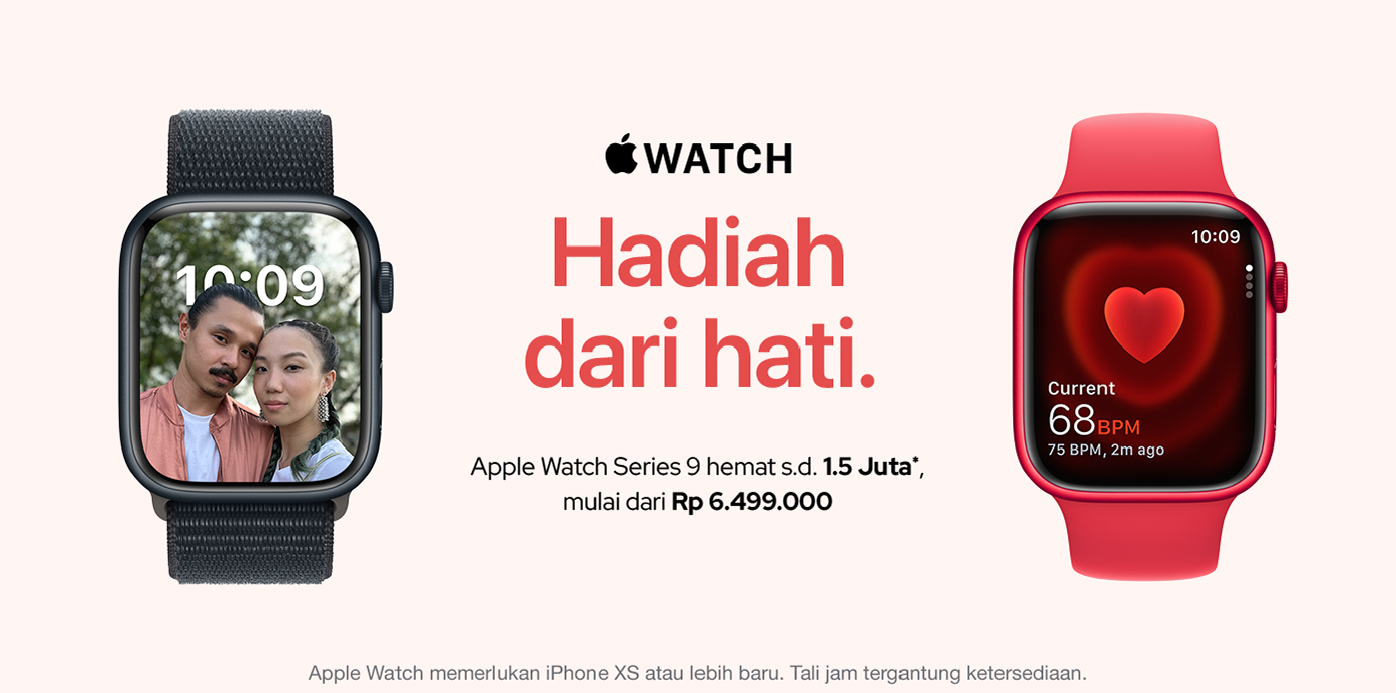 10:09
WATCH
Hadiah
dari hati.
Apple Watch Series 9 hemat s.d. 1.5 Juta*,
mulai dari Rp 6.499.000
10:09
Current
68BPM
75 BPM, 2m ago
Apple Watch memerlukan iPhone XS atau lebih baru. Tali jam tergantung ketersediaan.